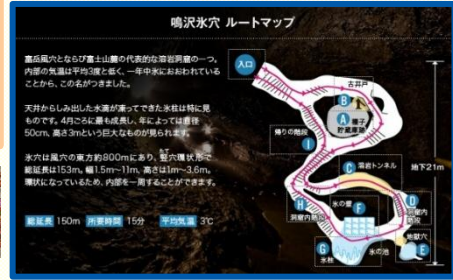 鳴沢氷穴 ルートマップ
富岳風穴とならび富士山麓の代表的な溶岩洞窟の一つ。
内部の気温は平均3度と低く、一年中氷におおわれている
ことから、この名がつきました。
天井からしみ出した水滴が凍ってできた氷柱は特に見
ものです。4月ごろに最も成長し、年によっては直径
50cm、高さ3mという巨大なものが見られます。
氷穴は風穴の東方約800mにあり、竪穴環状形で
総延長は153m。幅1.5m〜11m、高さは1m〜3.6m。
環状になっているため、内部を一周することができます。
総延長 150m 所要時間 15分 平均気温 3℃
入口
古井戸
B
A 種子
貯蔵庫跡
帰りの階段
I
C 溶岩トンネル
地下21m
氷の壁
F
H
洞窟内階段
D
洞窟内
階段
地獄穴
E
G
氷柱
氷の池